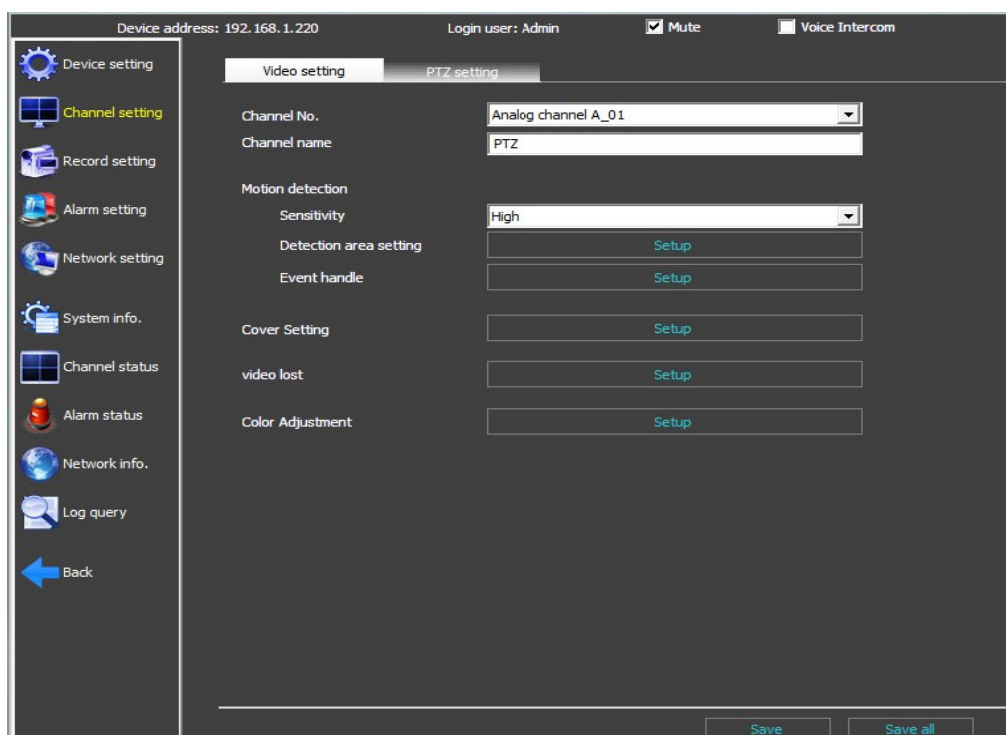 Device address: 192.168.1.220 Login user: Admin Mute Voice Intercom
Device setting
Channel setting
Record setting
Alarm setting
Network setting
System info.
Channel status
Alarm status
Network info.
Log query
Back
Video setting PTZ setting
Channel No. Analog channel A_01
Channel name PTZ
Motion detection
Sensitivity High
Detection area setting Setup
Event handle Setup
Cover Setting Setup
video lost Setup
Color Adjustment Setup
Save Save all